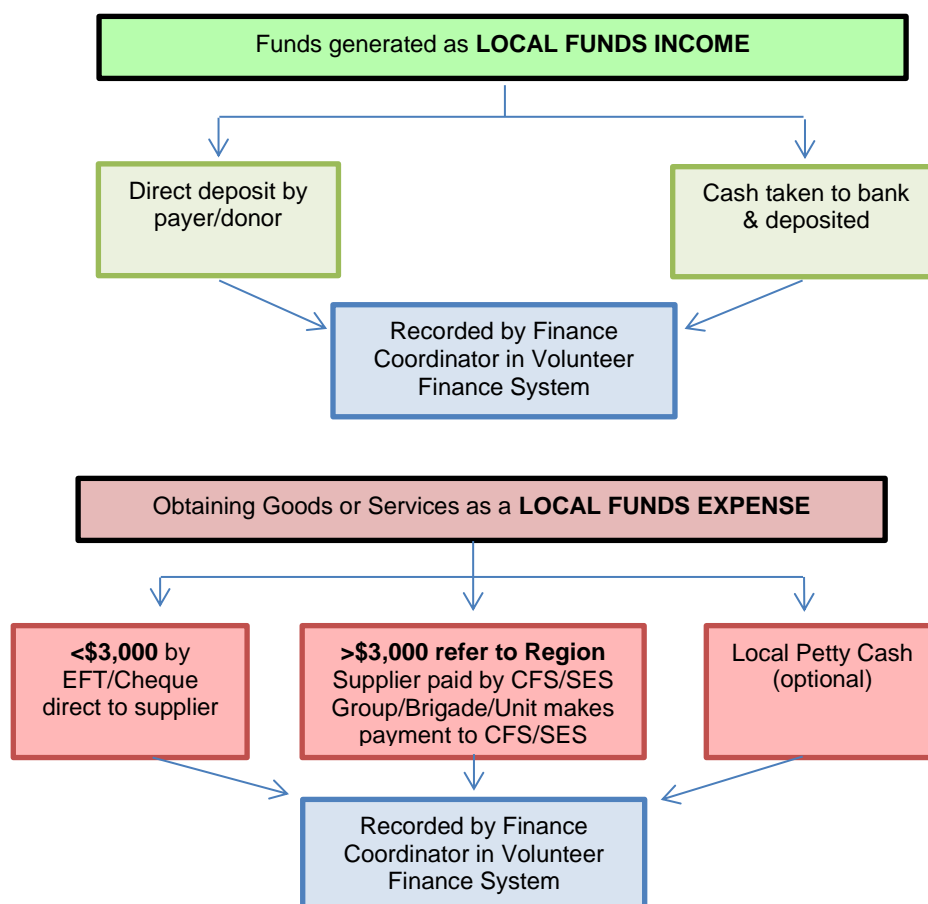 Funds generated as LOCAL FUNDS INCOME
Direct deposit by
payer/donor
Cash taken to bank
& deposited
Recorded by Finance
Coordinator in Volunteer
Finance System
Obtaining Goods or Services as a LOCAL FUNDS EXPENSE
<$3,000 by
EFT/Cheque
direct to supplier
>$3,000 refer to Region
Supplier paid by CFS/SES
Group/Brigade/Unit makes
payment to CFS/SES
Local Petty Cash
(optional)
Recorded by Finance
Coordinator in Volunteer
Finance System